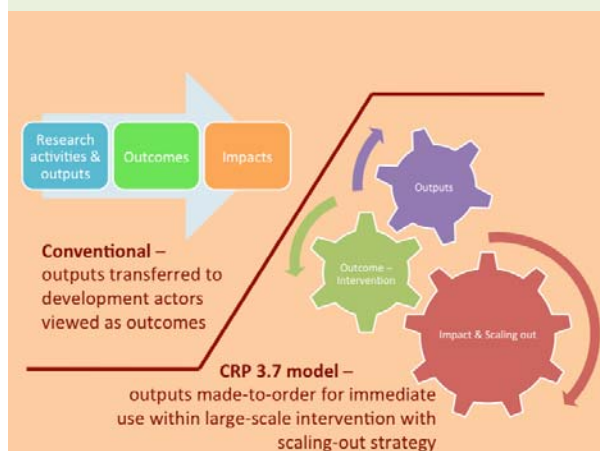 Research
activities &
outputs
Outcomes
Impacts
Conventional –
outputs transferred to
development actors
viewed as outcomes
Outputs
Outcome –
Intervention
Impact & Scaling out
CRP 3.7 model –
outputs made-to-order for immediate
use within large-scale intervention with
scaling-out strategy